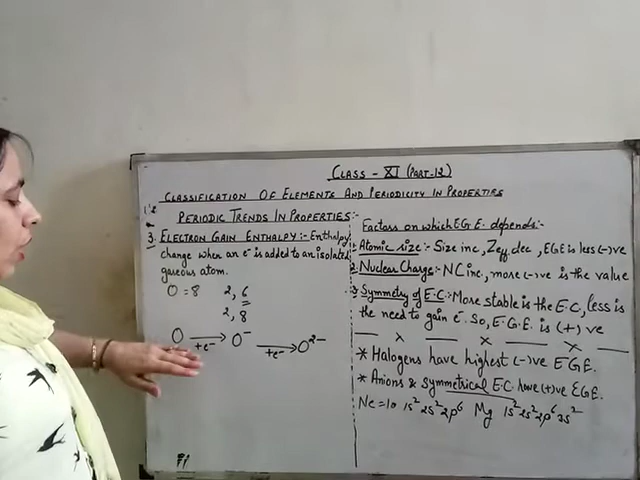 CLASS - XI (PART-12)
CLASSIFICATION OF ELEMENTS AND PERIODICITY IN PROPERTIES
PERIODIC TRENDS IN PROPERTIES:-
3. ELECTRON GAIN ENTHALPY:- Enthalpy
change when an e⁻ is added to an isolated
gaseous atom.
O = 8 2, 6
2, 8
O → O⁻ → O²⁻
+e⁻ +e⁻
Factors on which E.G.E. depends:-
1. Atomic size:- Size inc, Zeff dec, EGE is less (-)ve
2. Nuclear Charge:- NC inc, more (-)ve is the value
3. Symmetry of E.C:- More stable is the E.C, less is
the need to gain e⁻. So, E.G.E. is (+)ve
— x — x — x —
* Halogens have highest (-)ve EGE.
* Anions & symmetrical E.C. have (+)ve EGE.
Ne = 10 1s² 2s² 2p⁶ Mg 1s² 2s² 2p⁶ 3s²